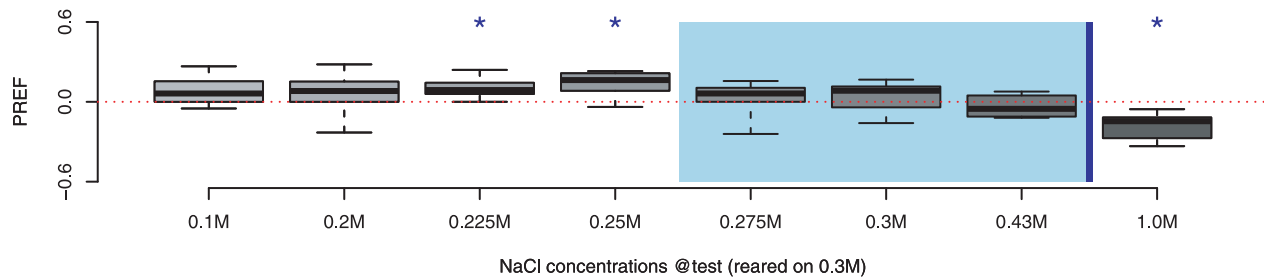 0.6
0.0
−0.6
PREF
* * *
0.1M 0.2M 0.225M 0.25M 0.275M 0.3M 0.43M 1.0M
NaCl concentrations @test (reared on 0.3M)